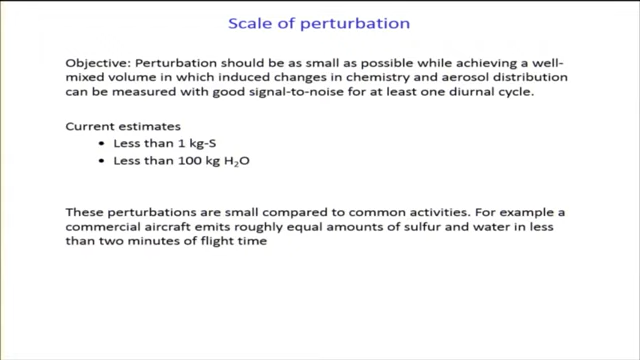 Scale of perturbation
Objective: Perturbation should be as small as possible while achieving a well-
mixed volume in which induced changes in chemistry and aerosol distribution
can be measured with good signal-to-noise for at least one diurnal cycle.
Current estimates
• Less than 1 kg-S
• Less than 100 kg H₂O
These perturbations are small compared to common activities. For example a
commercial aircraft emits roughly equal amounts of sulfur and water in less
than two minutes of flight time